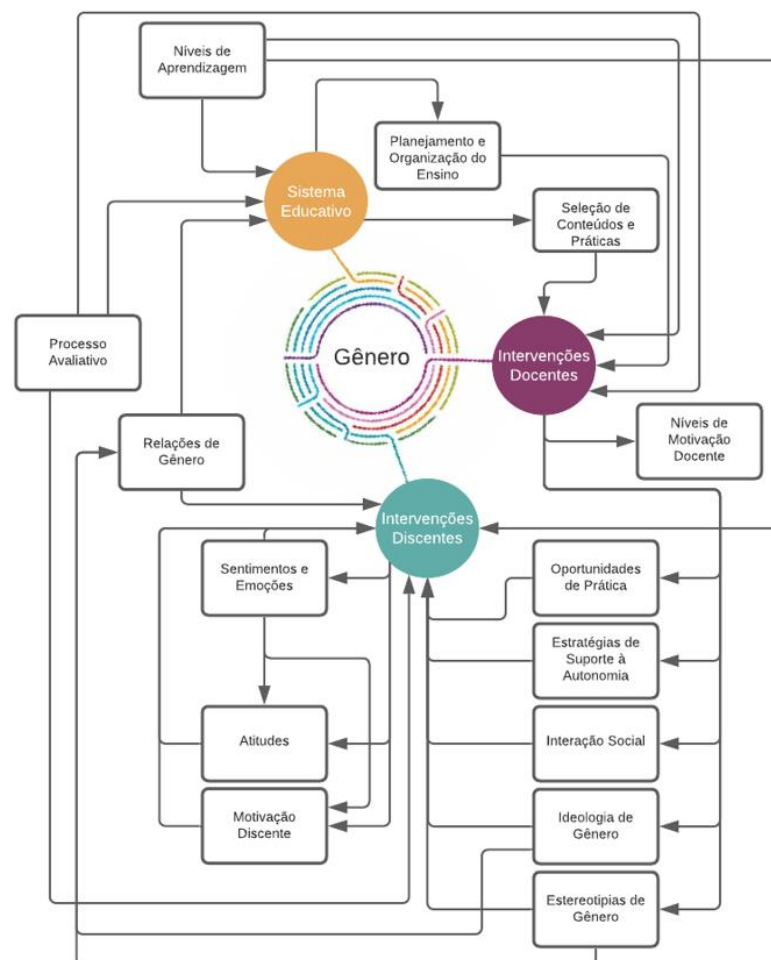 Níveis de
Aprendizagem
Planejamento e
Organização do
Ensino
Sistema
Educativo
Seleção de
Conteúdos e
Práticas
Processo
Avaliativo
Gênero
Intervenções
Docentes
Relações de
Gênero
Níveis de
Motivação
Docente
Intervenções
Discentes
Sentimentos e
Emoções
Oportunidades
de Prática
Estratégias de
Suporte à
Autonomia
Atitudes
Interação Social
Motivação
Discente
Ideologia de
Gênero
Estereotipias de
Gênero